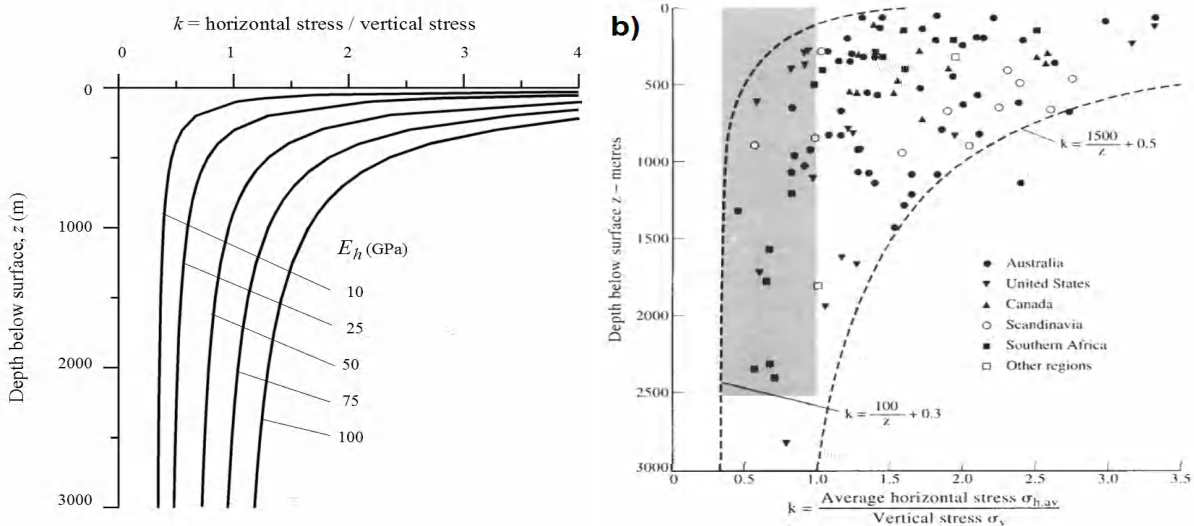 k = horizontal stress / vertical stress
0 1 2 3 4
0
1000
2000
3000
Depth below surface, z (m)
E_h (GPa)
10
25
50
75
100
b)
0
500
1000
1500
2000
2500
3000
Depth below surface z – metres
k = 1500/z + 0.5
Australia
United States
Canada
Scandinavia
Southern Africa
Other regions
k = 100/z + 0.3
0 0.5 1.0 1.5 2.0 2.5 3.0 3.5
k = Average horizontal stress σh.av
Vertical stress σv